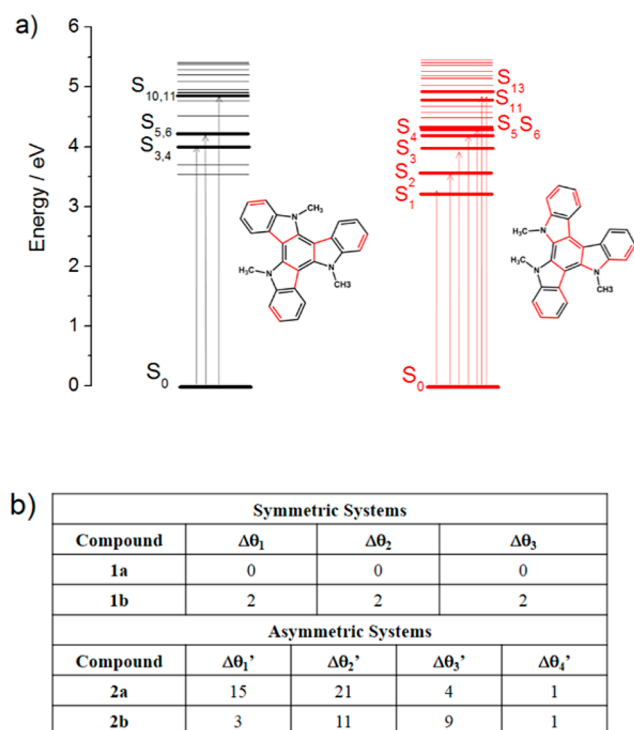 a)
6
5
4
3
2
1
0
Energy / eV
S10,11
S5,6
S3,4
S0
CH3
H3C
CH3
S13
S11
S5 S6
S4
S3
S2
S1
S0
H3C
H3C
CH3
b)
Symmetric Systems
Compound Δθ1 Δθ2 Δθ3
1a 0 0 0
1b 2 2 2
Asymmetric Systems
Compound Δθ1' Δθ2' Δθ3' Δθ4'
2a 15 21 4 1
2b 3 11 9 1